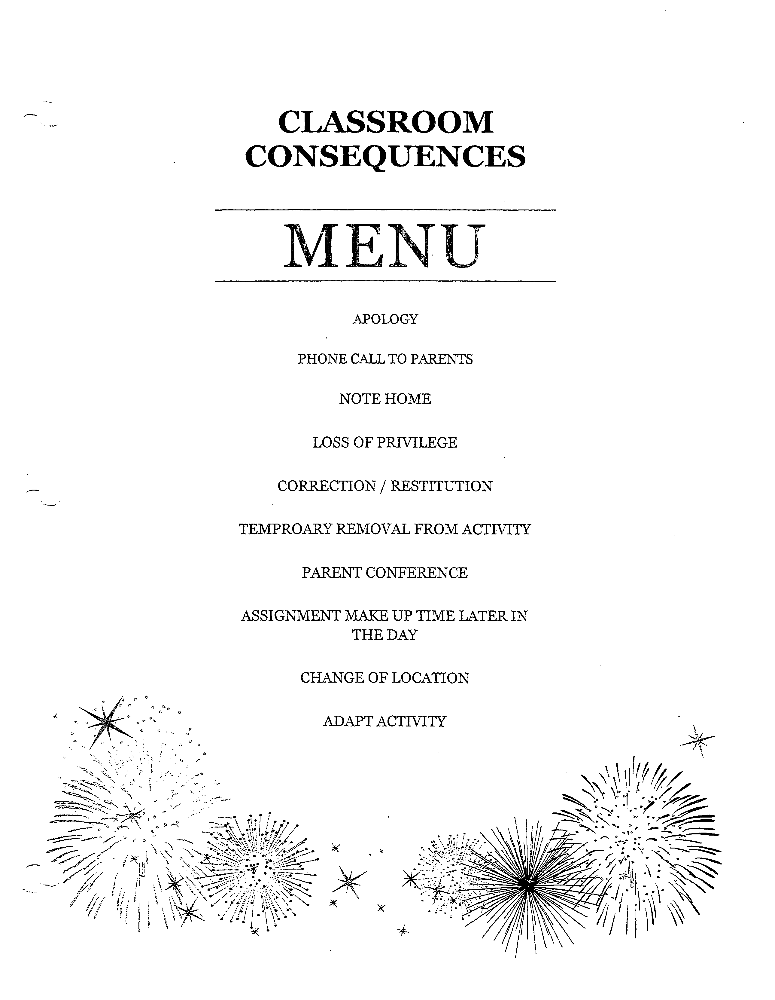 CLASSROOM
CONSEQUENCES
MENU
APOLOGY
PHONE CALL TO PARENTS
NOTE HOME
LOSS OF PRIVILEGE
CORRECTION / RESTITUTION
TEMPROARY REMOVAL FROM ACTIVITY
PARENT CONFERENCE
ASSIGNMENT MAKE UP TIME LATER IN
THE DAY
CHANGE OF LOCATION
ADAPT ACTIVITY